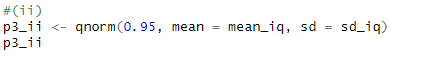 #(ii)
p3_ii <- qnorm(0.95, mean = mean_iq, sd = sd_iq)
p3_ii